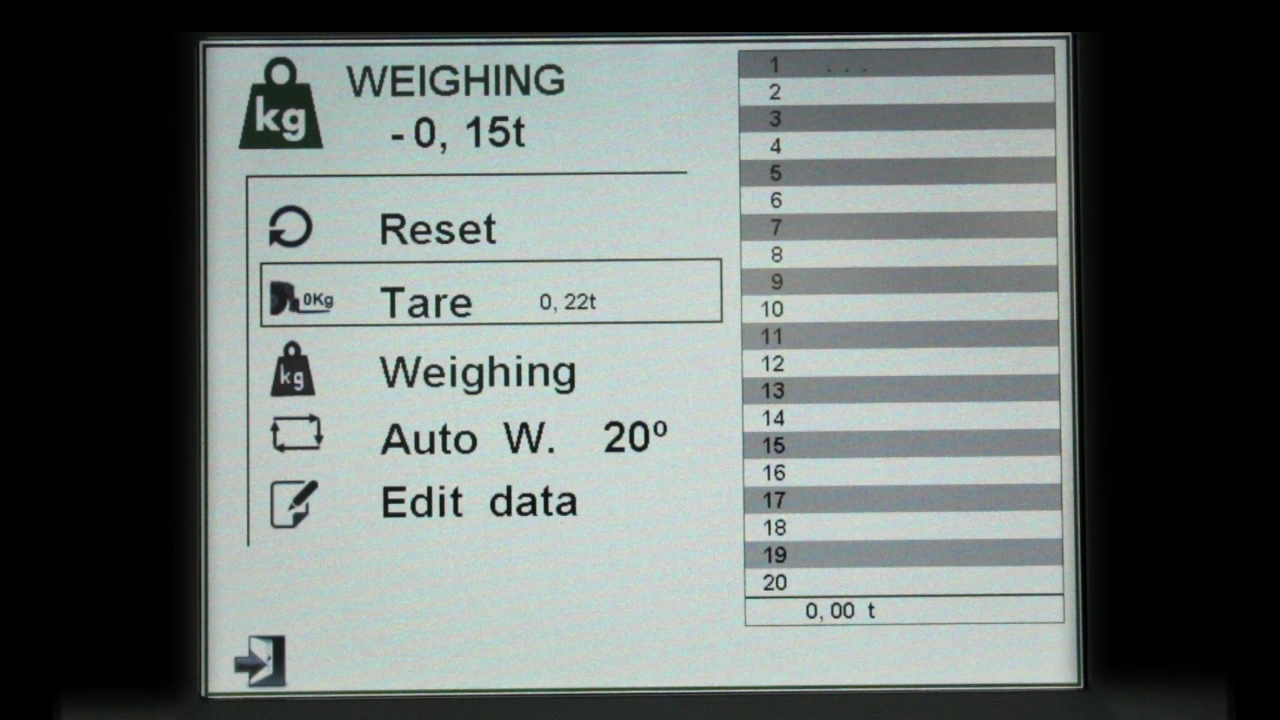 kg
WEIGHING
-0, 15t
Reset
0Kg
Tare 0, 22t
kg
Weighing
Auto W. 20º
Edit data
1 ...
2
3
4
5
6
7
8
9
10
11
12
13
14
15
16
17
18
19
20
0,00 t